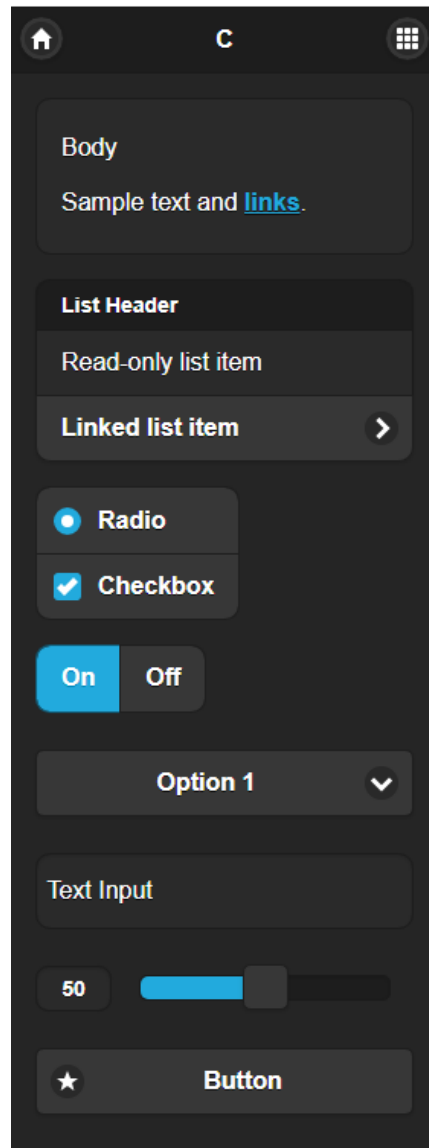 C
Body
Sample text and links.
List Header
Read-only list item
Linked list item
Radio
Checkbox
On Off
Option 1
Text Input
50
Button